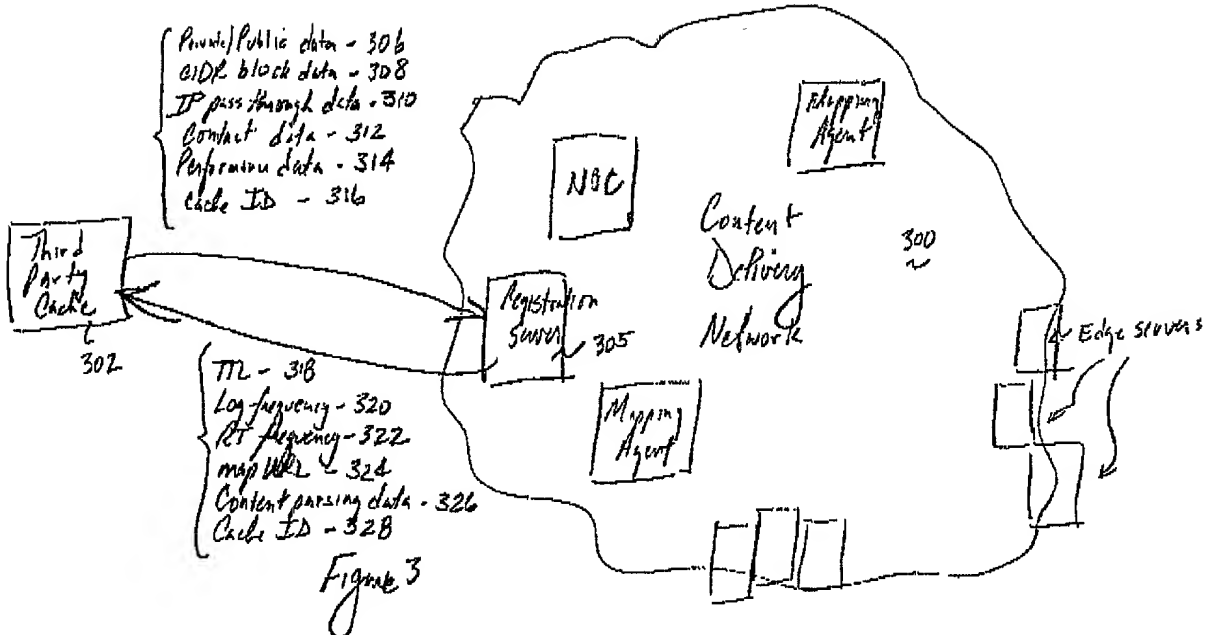 Private/Public data - 306
CIDR block data - 308
IP pass through data - 310
Contact data - 312
Performance data - 314
Cache ID - 316
Third
Party
Cache
302
Registration
Server
305
NOC
Mapping
Agent
Content
Delivery
Network
300
Edge servers
Mapping
Agent
TTL - 318
Log frequency - 320
RT frequency - 322
map URL - 324
Content parsing data - 326
Cache ID - 328
Figure 3